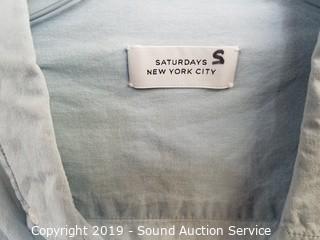 SATURDAYS S
NEW YORK CITY
Copyright 2019 - Sound Auction Service